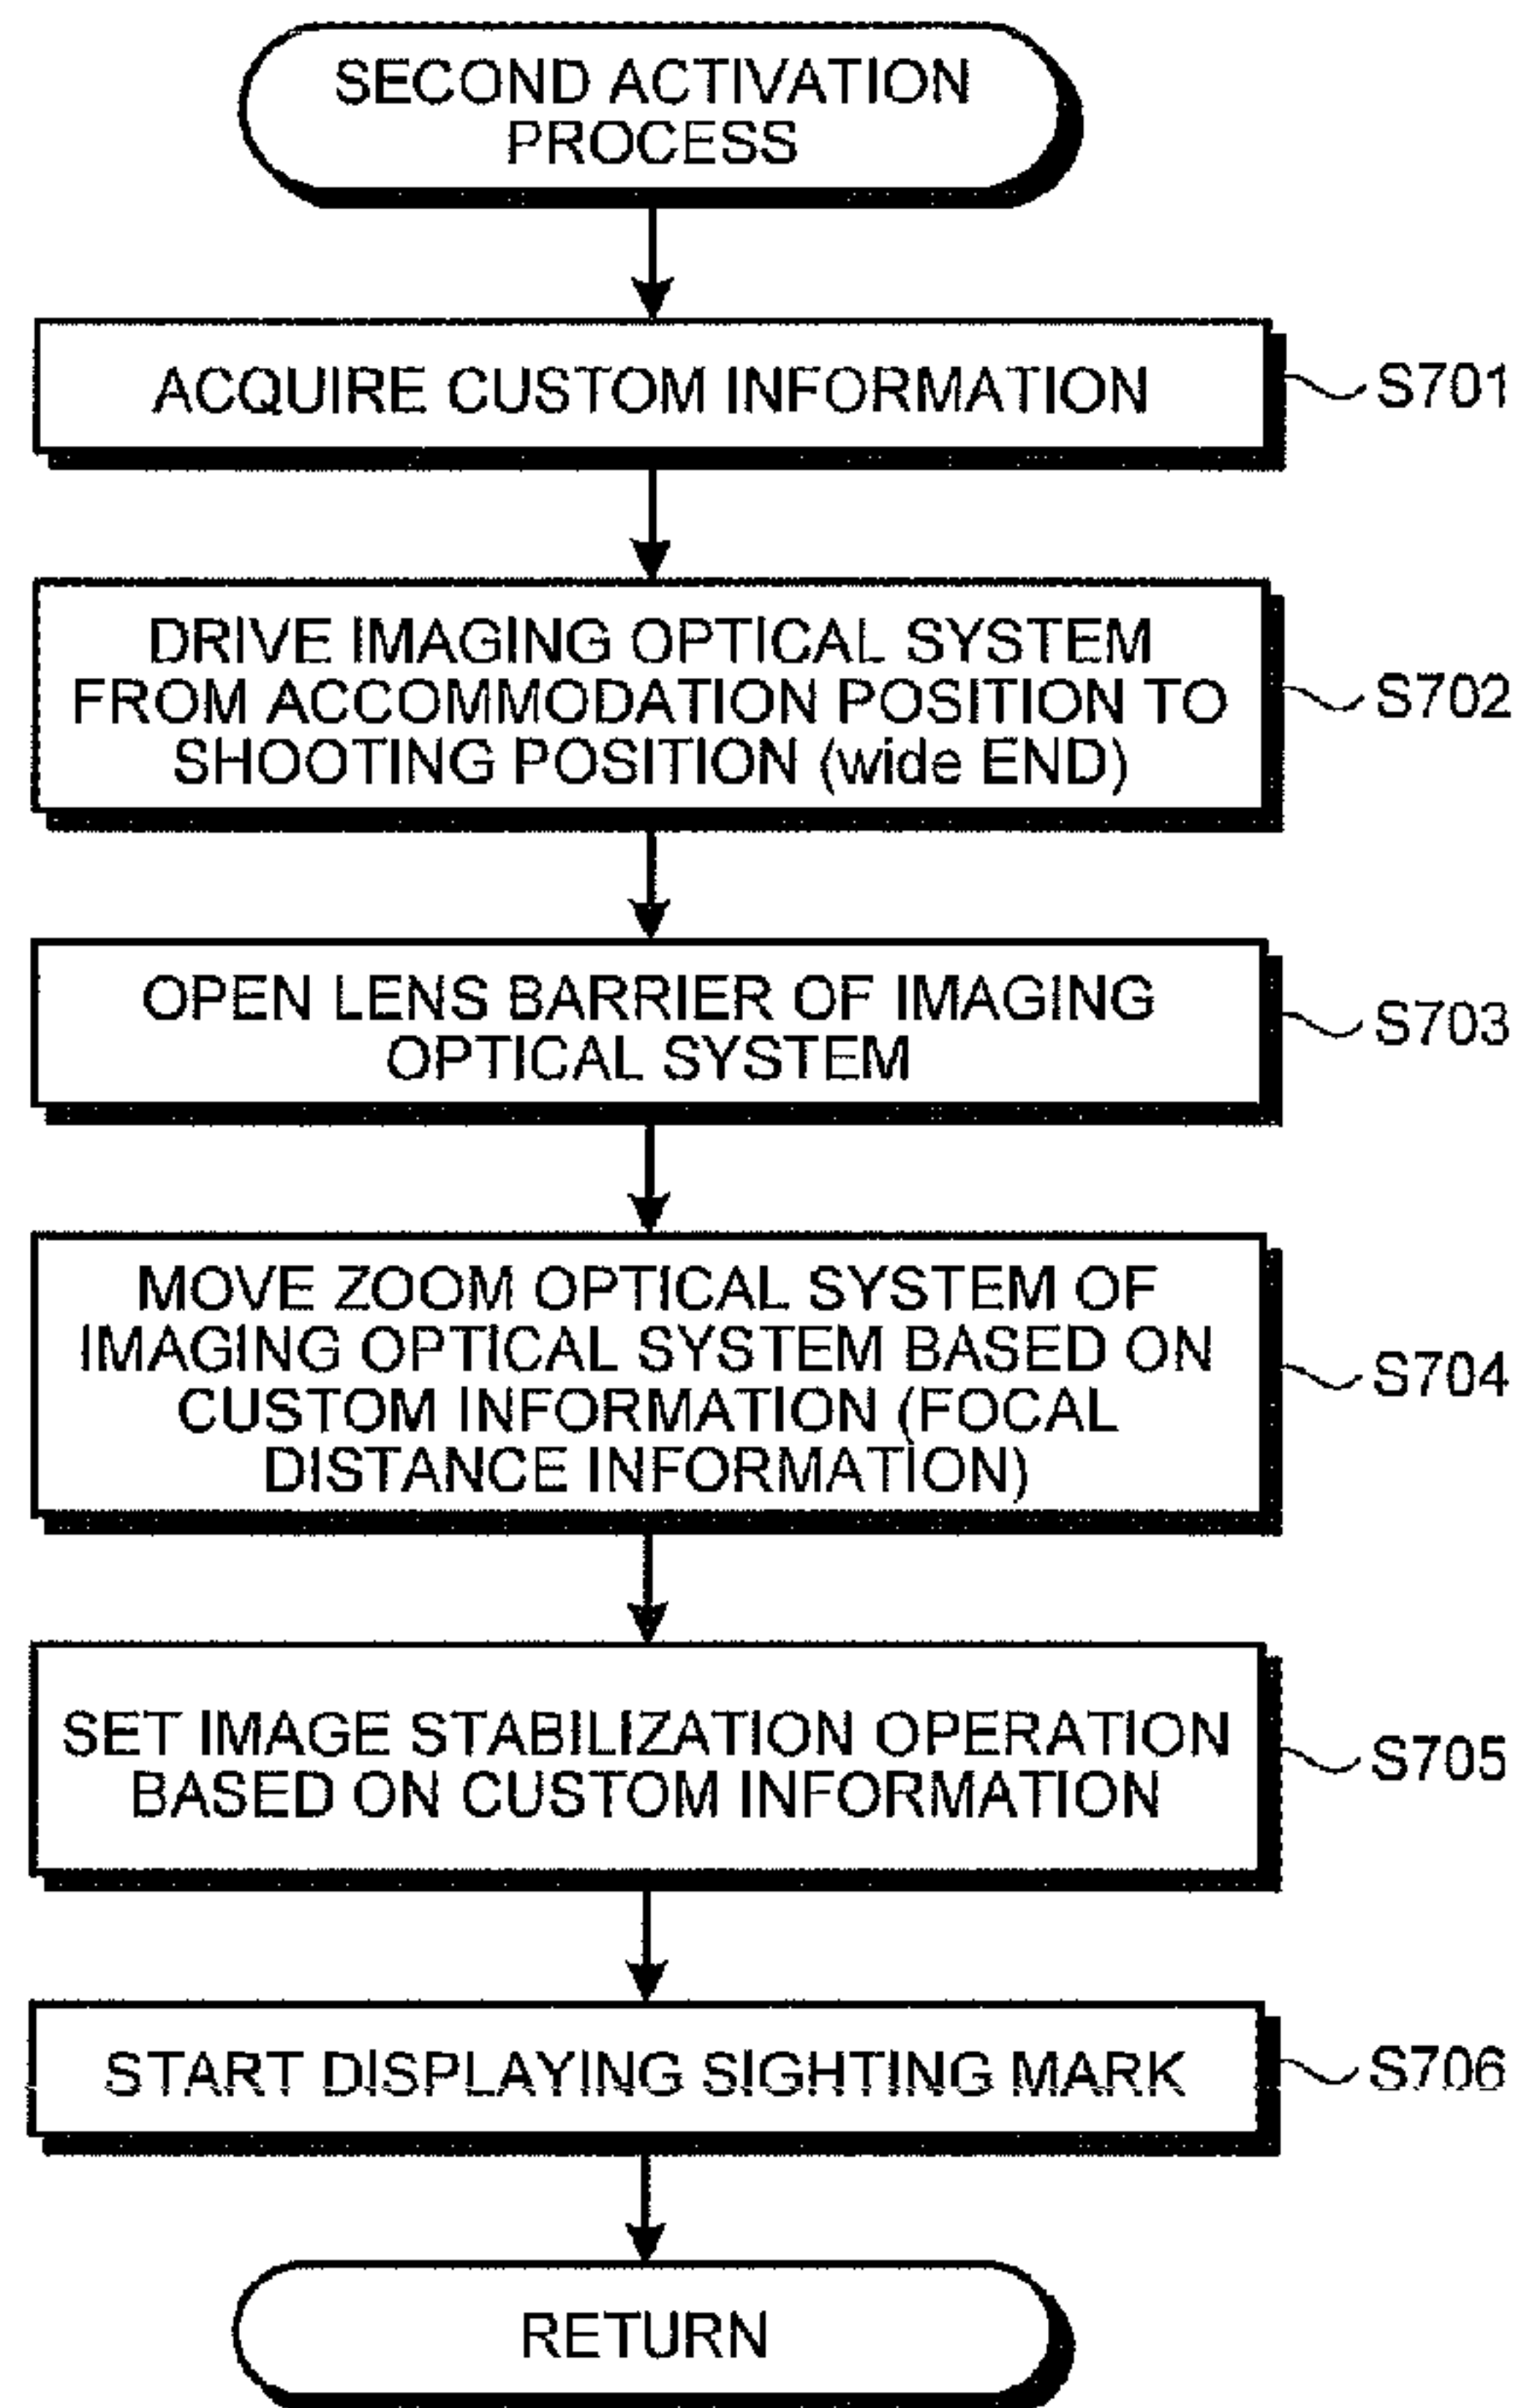 SECOND ACTIVATION
PROCESS
ACQUIRE CUSTOM INFORMATION
S701
DRIVE IMAGING OPTICAL SYSTEM
FROM ACCOMMODATION POSITION TO
SHOOTING POSITION (wide END)
S702
OPEN LENS BARRIER OF IMAGING
OPTICAL SYSTEM
S703
MOVE ZOOM OPTICAL SYSTEM OF
IMAGING OPTICAL SYSTEM BASED ON
CUSTOM INFORMATION (FOCAL
DISTANCE INFORMATION)
S704
SET IMAGE STABILIZATION OPERATION
BASED ON CUSTOM INFORMATION
S705
START DISPLAYING SIGHTING MARK
S706
RETURN